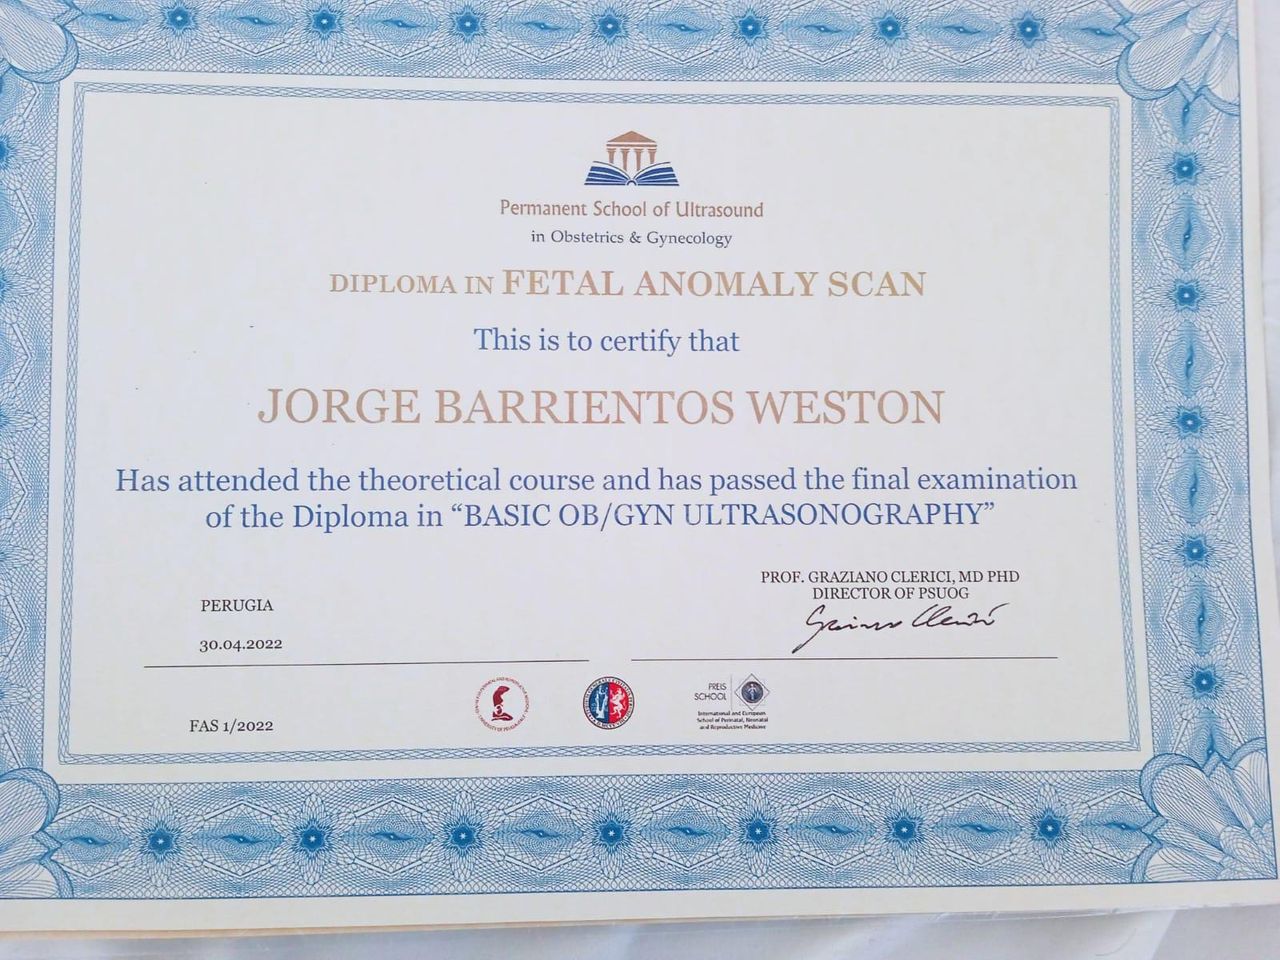 Permanent School of Ultrasound
in Obstetrics & Gynecology
DIPLOMA IN FETAL ANOMALY SCAN
This is to certify that
JORGE BARRIENTOS WESTON
Has attended the theoretical course and has passed the final examination
of the Diploma in “BASIC OB/GYN ULTRASONOGRAPHY”
PERUGIA
30.04.2022
PROF. GRAZIANO CLERICI, MD PHD
DIRECTOR OF PSUOG
FAS 1/2022
PREIS
SCHOOL
International and European
School of Perinatal, Neonatal
and Reproductive Medicine